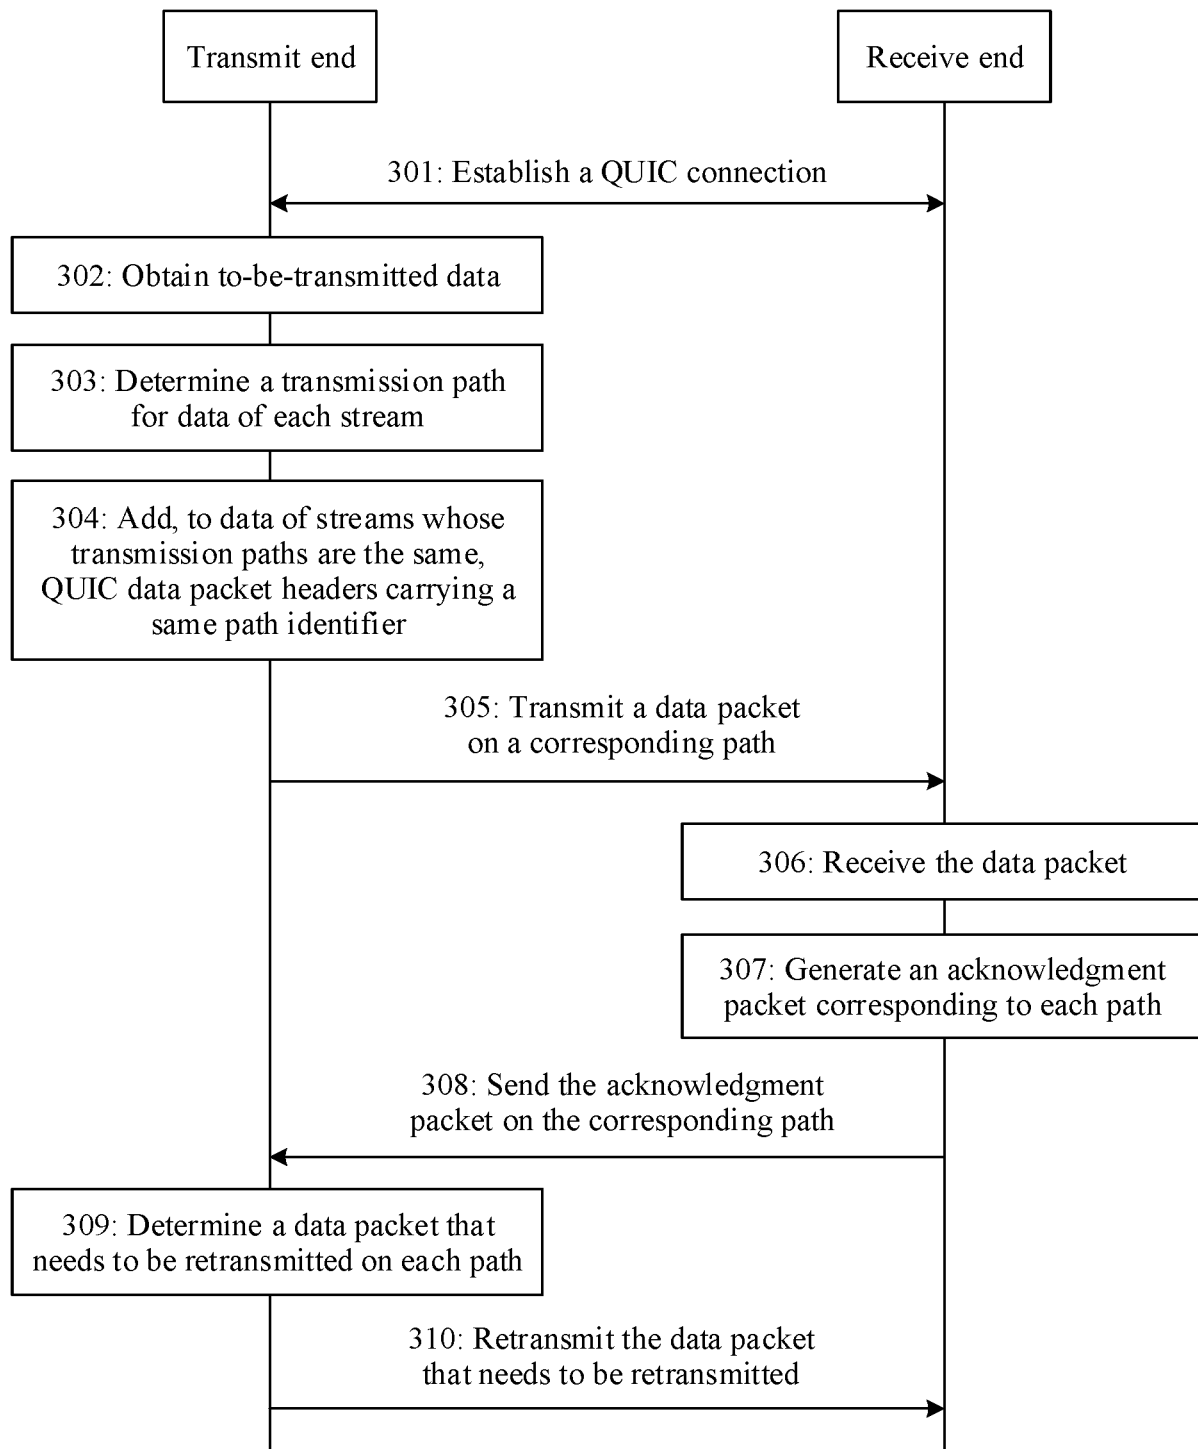 Transmit end
Receive end
301: Establish a QUIC connection
302: Obtain to-be-transmitted data
303: Determine a transmission path
for data of each stream
304: Add, to data of streams whose
transmission paths are the same,
QUIC data packet headers carrying a
same path identifier
305: Transmit a data packet
on a corresponding path
306: Receive the data packet
307: Generate an acknowledgment
packet corresponding to each path
308: Send the acknowledgment
packet on the corresponding path
309: Determine a data packet that
needs to be retransmitted on each path
310: Retransmit the data packet
that needs to be retransmitted